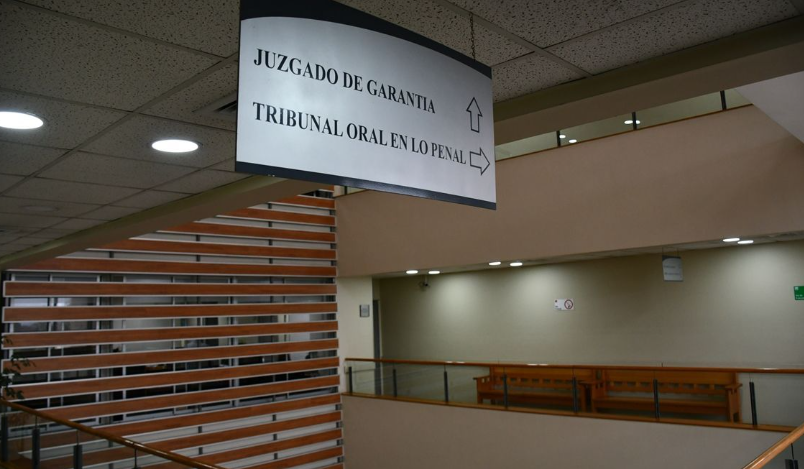 JUZGADO DE GARANTIA
TRIBUNAL ORAL EN LO PENAL